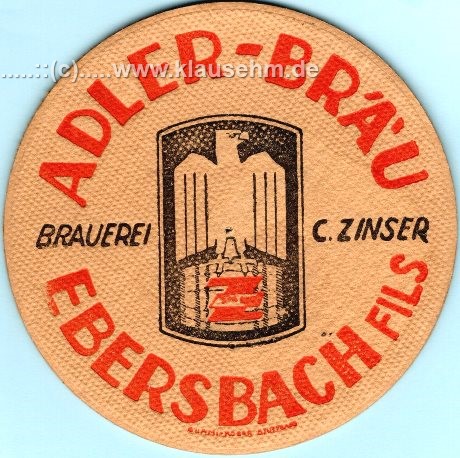 .....::(c).....www.klausehm.de
ADLER-BRÄU
BRAUEREI C. ZINSER
Z
EBERSBACH FILS